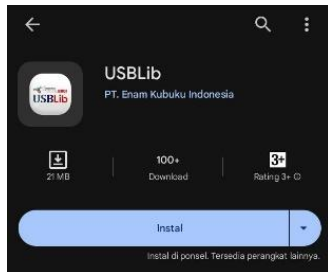 USBLib
USBLib
PT. Enam Kubuku Indonesia
21 MB
100+
Download
3+
Rating 3+
Instal
Instal di ponsel. Tersedia perangkat lainnya.